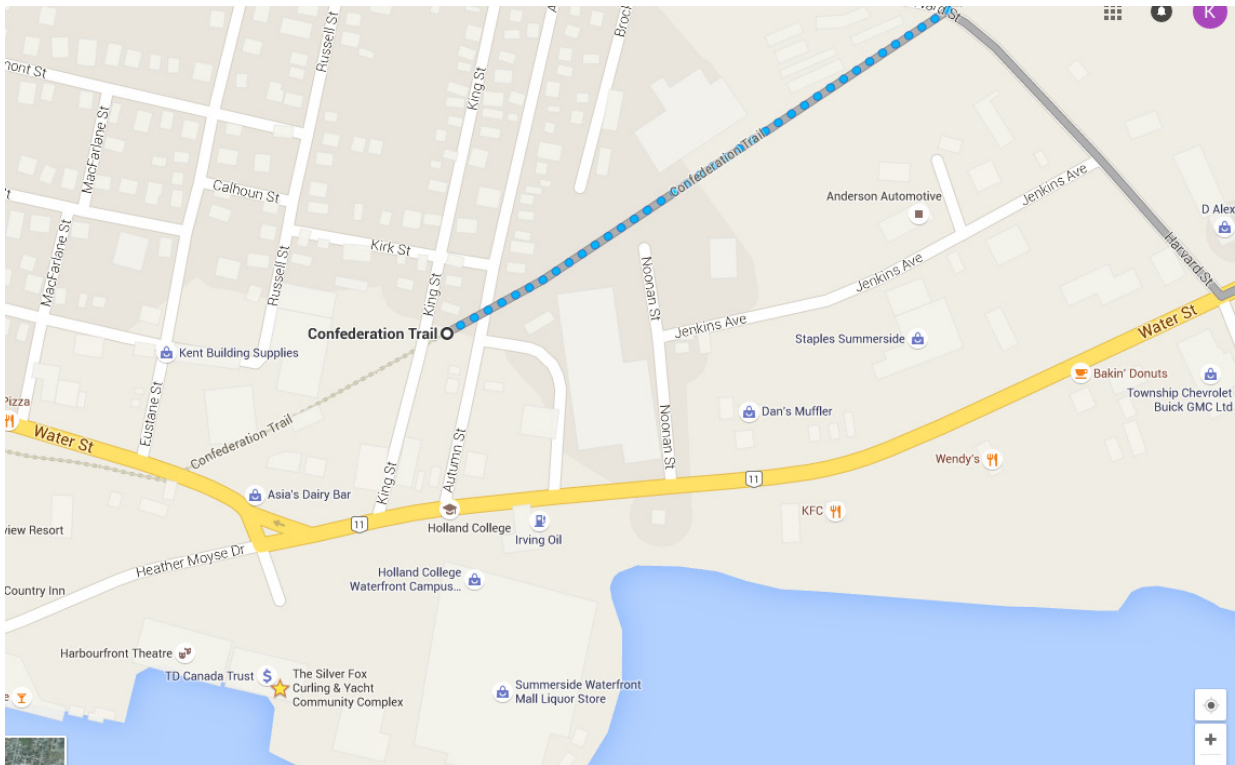 Harvard St
K
Russell St
King St
Brock
mont St
MacFarlane St
Calhoun St
Confederation Trail
Anderson Automotive
Jenkins Ave
D Alex
Kirk St
MacFarlane St
Russell St
King St
Noonan St
Jenkins Ave
Harvard St
Confederation Trail
Jenkins Ave
Water St
Kent Building Supplies
Staples Summerside
Bakin' Donuts
Pizza
Eustane St
Township Chevrolet
Buick GMC Ltd
Water St
Confederation Trail
Noonan St
Dan's Muffler
Wendy's
King St
Autumn St
Asia's Dairy Bar
11
11
KFC
view Resort
Holland College
Irving Oil
Heather Moyse Dr
Country Inn
Holland College
Waterfront Campus...
Harbourfront Theatre
TD Canada Trust
$
The Silver Fox
Curling & Yacht
Community Complex
Summerside Waterfront
Mall Liquor Store
e
+